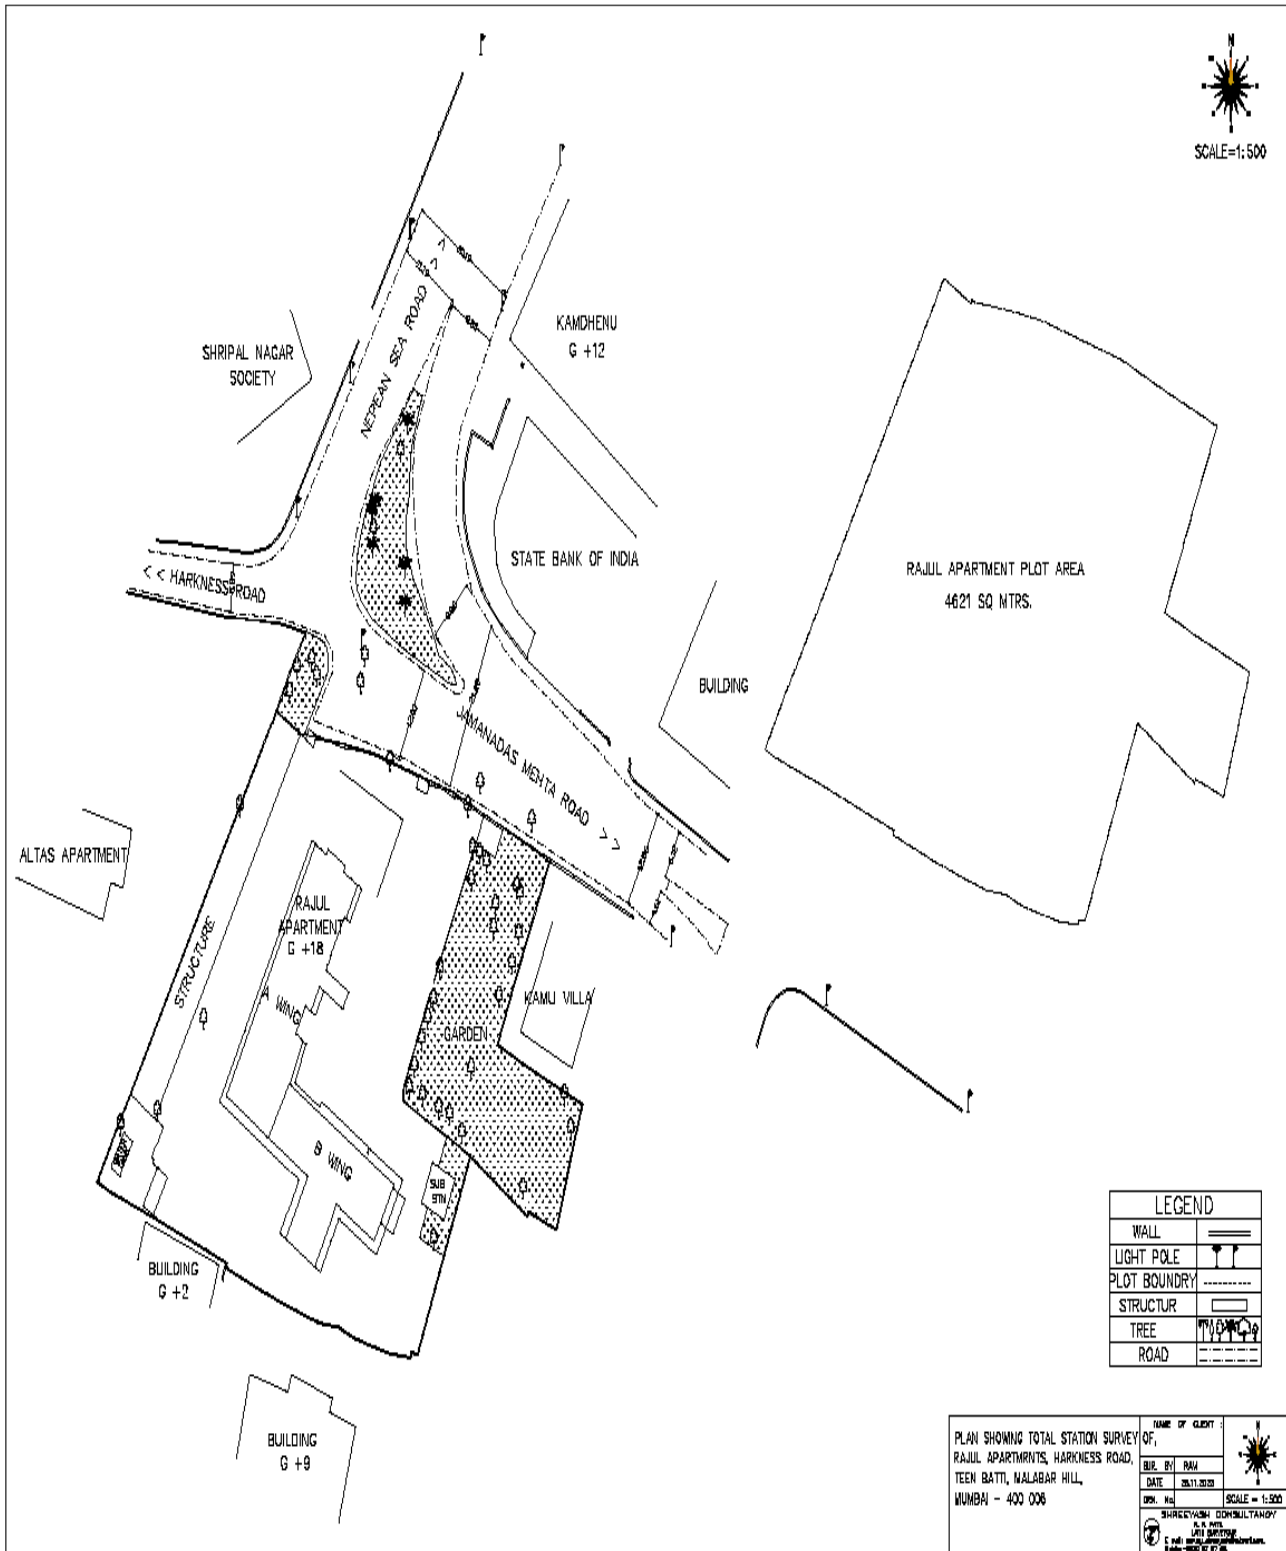 N
SCALE=1:500
KAMDHENU
G +12
SHRIPAL NAGAR
SOCIETY
NEPEAN SEA ROAD
STATE BANK OF INDIA
<< HARKNESS ROAD
RAJUL APARTMENT PLOT AREA
4621 SQ MTRS.
BUILDING
JAMANADAS MEHTA ROAD >>
ALTAS APARTMENT
RAJUL
APARTMENT
G +18
STRUCTURE
A WING
KAMU VILLA
GARDEN
B WING
SUB
STN
BUILDING
G +2
BUILDING
G +9
LEGEND
WALL
LIGHT POLE
PLOT BOUNDRY
STRUCTUR
TREE
ROAD
PLAN SHOWING TOTAL STATION SURVEY OF,
RAJUL APARTMRNTS, HARKNESS ROAD,
TEEN BATTI, MALABAR HILL,
MUMBAI - 400 006
NAME OF CLIENT :
SUR. BY RAVI
DATE
DRN. No.
N
SCALE = 1:500
SHREEYASH CONSULTANCY